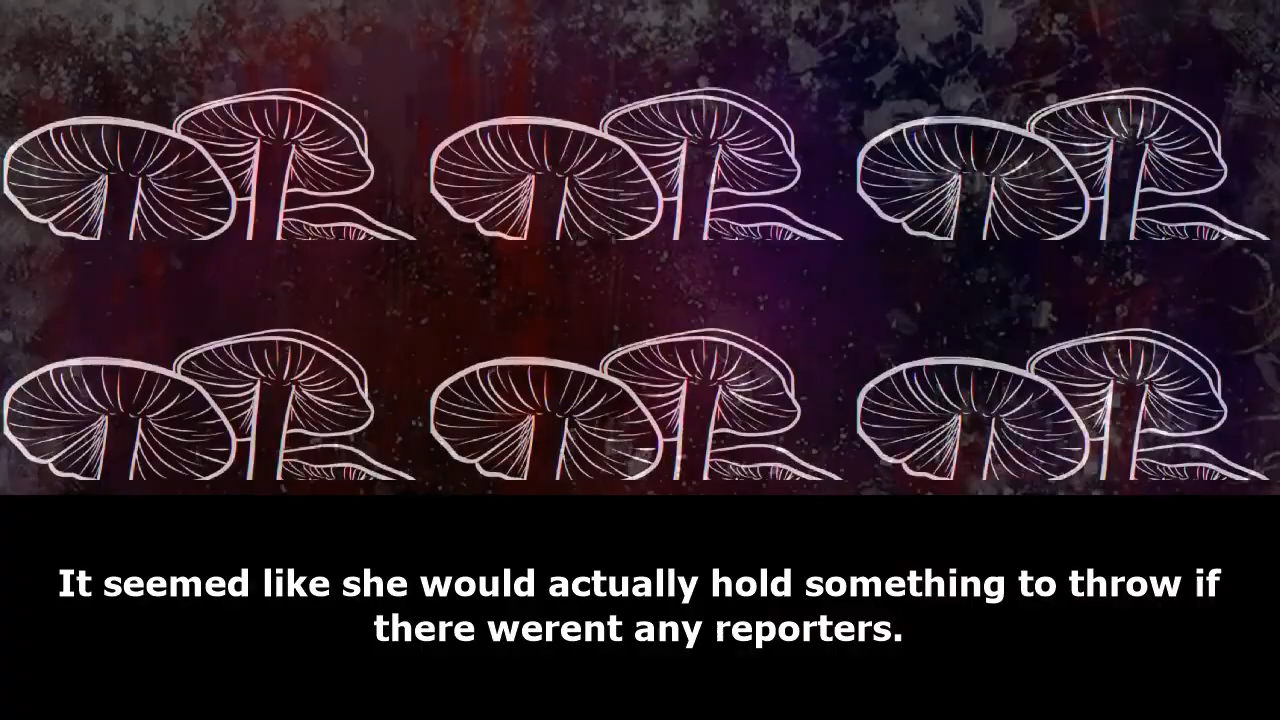 It seemed like she would actually hold something to throw if
there werent any reporters.